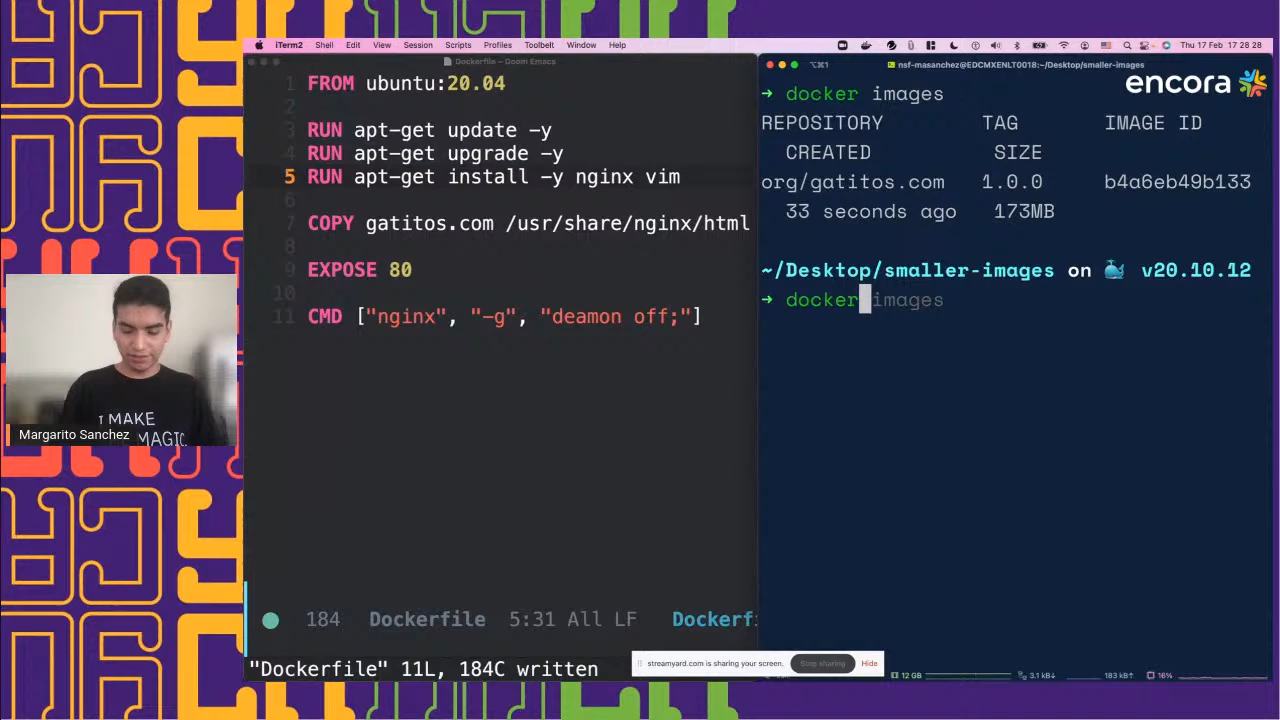 iTerm2 Shell Edit View Session Scripts Profiles Toolbelt Window Help
Thu 17 Feb 17 28 28
Dockerfile – Doom Emacs
1 FROM ubuntu:20.04
2
3 RUN apt-get update -y
4 RUN apt-get upgrade -y
5 RUN apt-get install -y nginx vim
6
7 COPY gatitos.com /usr/share/nginx/html
8
9 EXPOSE 80
10
11 CMD ["nginx", "-g", "deamon off;"]
184 Dockerfile 5:31 All LF Dockerf
"Dockerfile" 11L, 184C written
⌥⌘1 nsf-masanchez@EDCMXENLT0018:~/Desktop/smaller-images
encora
➜ docker images
REPOSITORY TAG IMAGE ID
CREATED SIZE
org/gatitos.com 1.0.0 b4a6eb49b133
33 seconds ago 173MB
~/Desktop/smaller-images on 🐳 v20.10.12
➜ docker images
I MAKE
MAGIC.
Margarito Sanchez
streamyard.com is sharing your screen. Stop sharing Hide
12 GB 3.1 kB↓ 183 kB↑ 16%